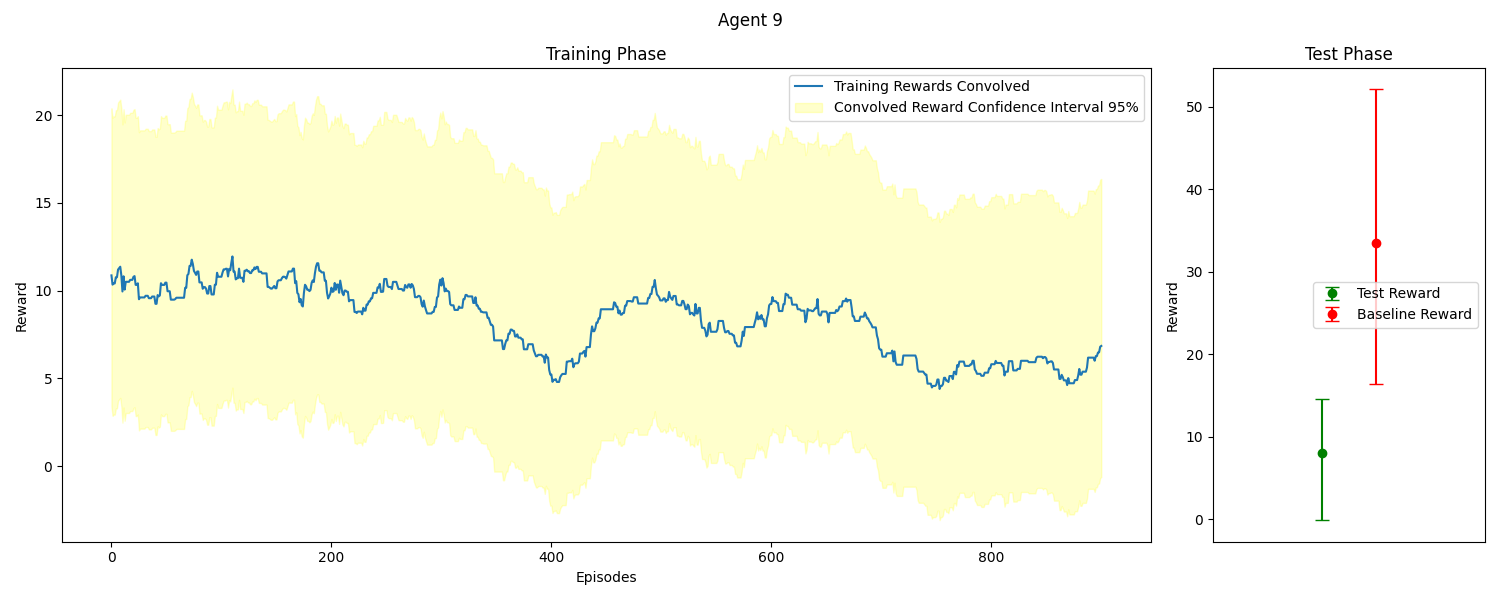 Agent 9
Training Phase
Reward
20
15
10
5
0
0
200
400
600
800
Episodes
Training Rewards Convolved
Convolved Reward Confidence Interval 95%
Test Phase
Reward
50
40
30
20
10
0
Test Reward
Baseline Reward